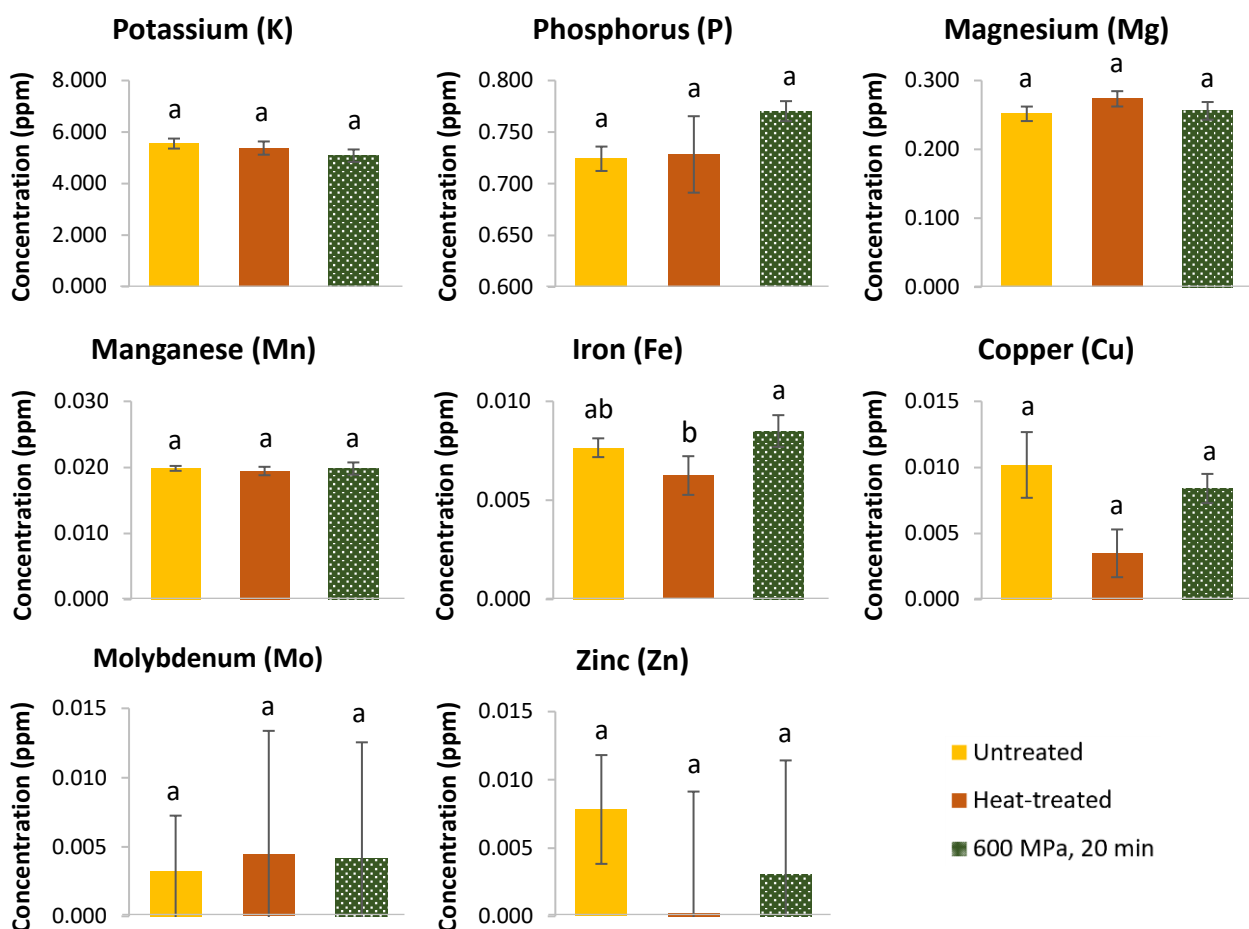 Potassium (K)
Concentration (ppm)
8.000
6.000
4.000
2.000
0.000
a
a
a
Phosphorus (P)
Concentration (ppm)
0.800
0.750
0.700
0.650
0.600
a
a
a
Magnesium (Mg)
Concentration (ppm)
0.300
0.200
0.100
0.000
a
a
a
Manganese (Mn)
Concentration (ppm)
0.030
0.020
0.010
0.000
a
a
a
Iron (Fe)
Concentration (ppm)
0.010
0.005
0.000
ab
b
a
Copper (Cu)
Concentration (ppm)
0.015
0.010
0.005
0.000
a
a
a
Molybdenum (Mo)
Concentration (ppm)
0.015
0.010
0.005
0.000
a
a
a
Zinc (Zn)
Concentration (ppm)
0.015
0.010
0.005
0.000
a
a
a
Untreated
Heat-treated
600 MPa, 20 min